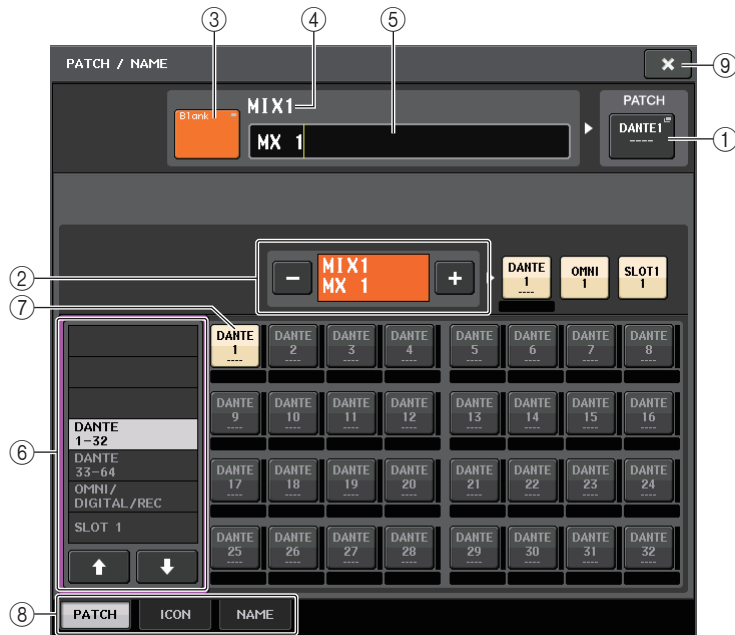 ③ ④ ⑤
PATCH / NAME
⑨
Blank
MIX1
PATCH
MX 1
DANTE1
----
①
②
MIX1
MX 1
DANTE
1
----
OMNI
1
SLOT1
1
⑦
⑥
DANTE
1-32
DANTE
33-64
OMNI/
DIGITAL/REC
SLOT 1
DANTE DANTE DANTE DANTE DANTE DANTE DANTE DANTE
1 2 3 4 5 6 7 8
---- ---- ---- ---- ---- ---- ---- ----
DANTE DANTE DANTE DANTE DANTE DANTE DANTE DANTE
9 10 11 12 13 14 15 16
---- ---- ---- ---- ---- ---- ---- ----
DANTE DANTE DANTE DANTE DANTE DANTE DANTE DANTE
17 18 19 20 21 22 23 24
---- ---- ---- ---- ---- ---- ---- ----
DANTE DANTE DANTE DANTE DANTE DANTE DANTE DANTE
25 26 27 28 29 30 31 32
---- ---- ---- ---- ---- ---- ---- ----
⑧
PATCH ICON NAME